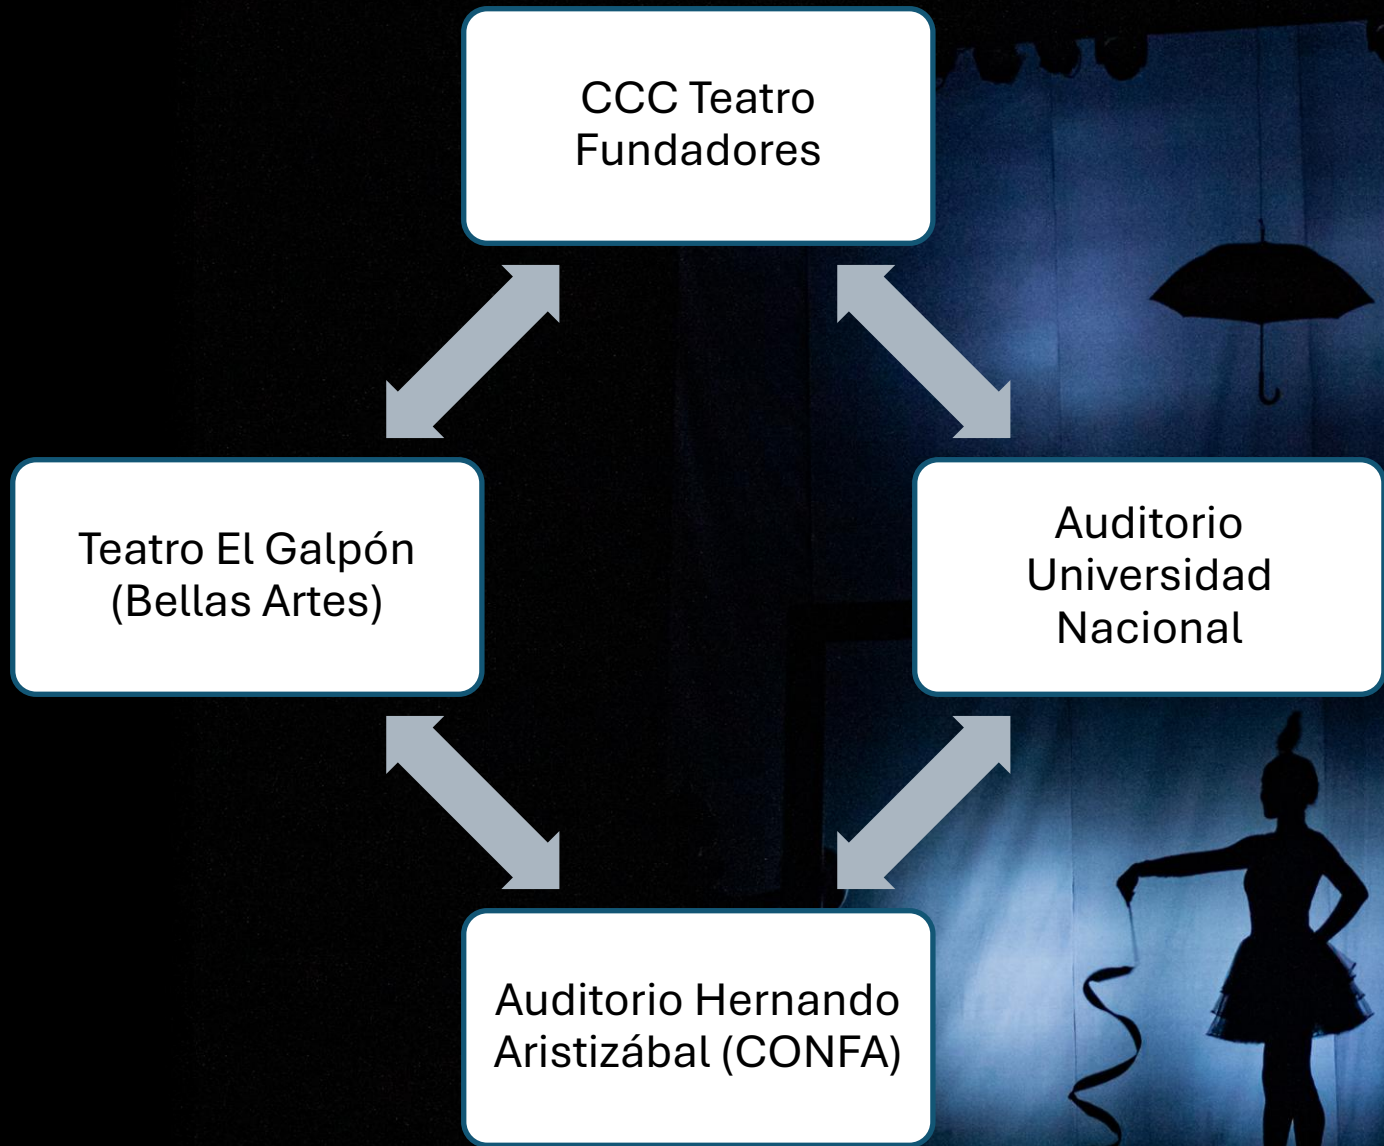 CCC Teatro
Fundadores
Teatro El Galpón
(Bellas Artes)
Auditorio
Universidad
Nacional
Auditorio Hernando
Aristizábal (CONFA)